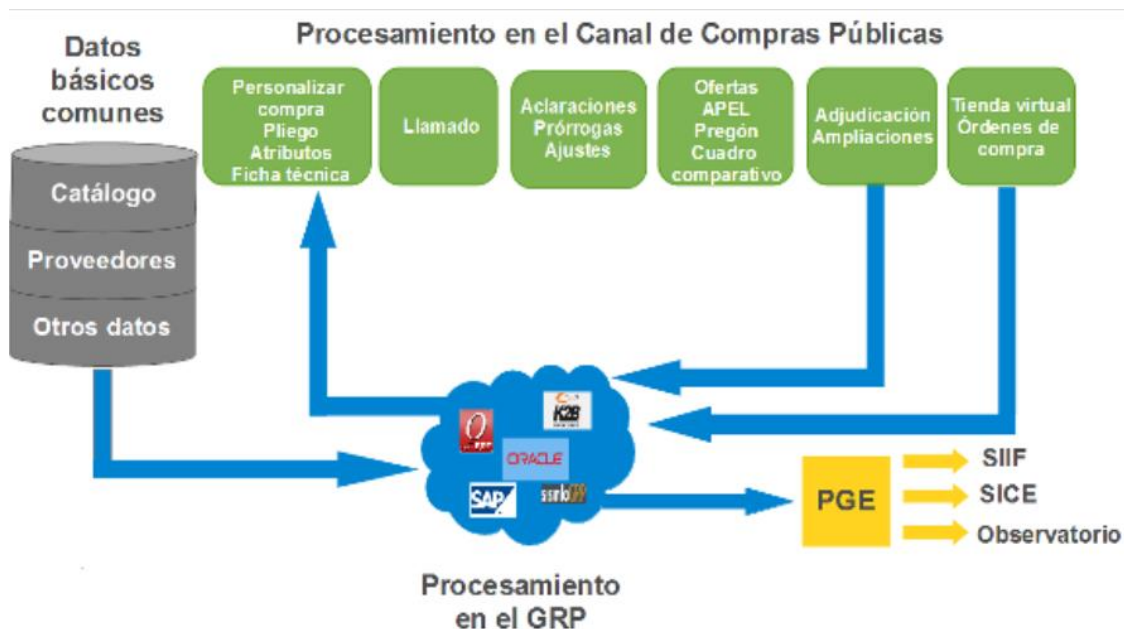 Datos
básicos
comunes
Procesamiento en el Canal de Compras Públicas
Personalizar
compra
Pliego
Atributos
Ficha técnica
Llamado
Aclaraciones
Prórrogas
Ajustes
Ofertas
APEL
Pregón
Cuadro
comparativo
Adjudicación
Ampliaciones
Tienda virtual
Órdenes de
compra
Catálogo
Proveedores
Otros datos
K2B
ORACLE
SAP
PGE
SIIF
SICE
Observatorio
Procesamiento
en el GRP